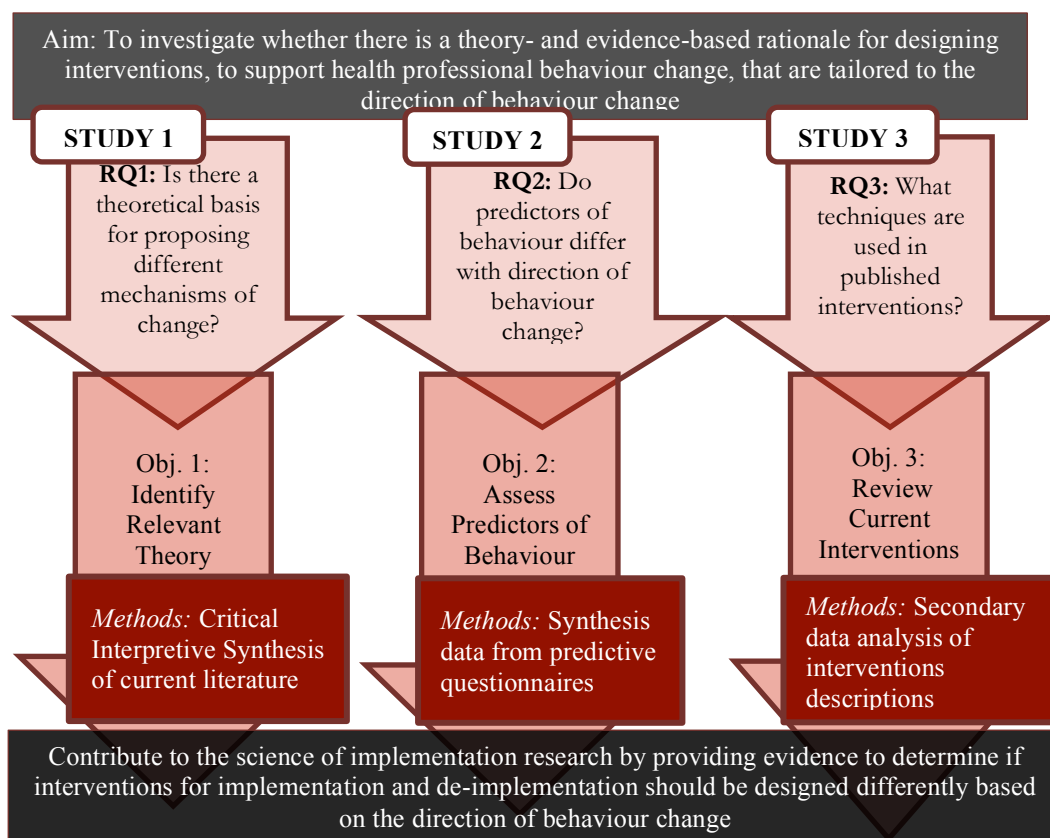 Aim: To investigate whether there is a theory- and evidence-based rationale for designing
interventions, to support health professional behaviour change, that are tailored to the
direction of behaviour change
STUDY 1
RQ1: Is there a
theoretical basis
for proposing
different
mechanisms of
change?
Obj. 1:
Identify
Relevant
Theory
Methods: Critical
Interpretive Synthesis
of current literature
STUDY 2
RQ2: Do
predictors of
behaviour differ
with direction of
behaviour
change?
Obj. 2:
Assess
Predictors of
Behaviour
Methods: Synthesis
data from predictive
questionnaires
STUDY 3
RQ3: What
techniques are
used in
published
interventions?
Obj. 3:
Review
Current
Interventions
Methods: Secondary
data analysis of
interventions
descriptions
Contribute to the science of implementation research by providing evidence to determine if
interventions for implementation and de-implementation should be designed differently based
on the direction of behaviour change